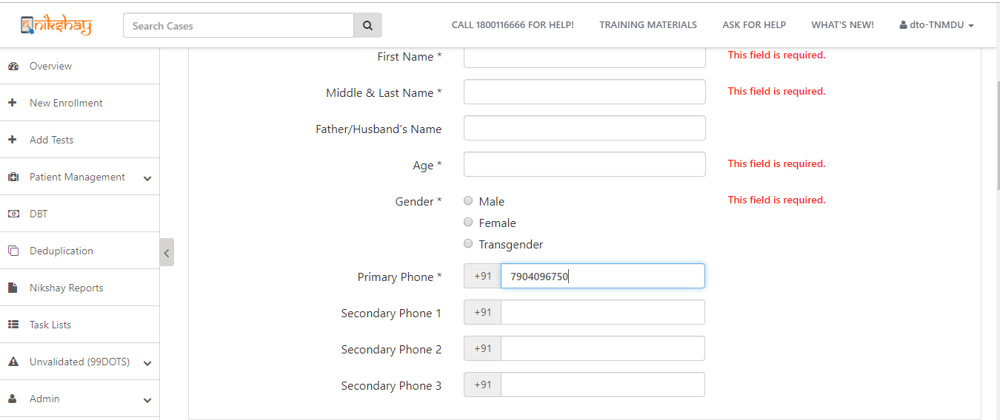 nikshay
Search Cases
CALL 1800116666 FOR HELP!
TRAINING MATERIALS
ASK FOR HELP
WHAT'S NEW!
dto-TNMDU
Overview
New Enrollment
Add Tests
Patient Management
DBT
Deduplication
Nikshay Reports
Task Lists
Unvalidated (99DOTS)
Admin
First Name * This field is required.
Middle & Last Name * This field is required.
Father/Husband's Name
Age * This field is required.
Gender * Male This field is required.
Female
Transgender
Primary Phone * +91 7904096750
Secondary Phone 1 +91
Secondary Phone 2 +91
Secondary Phone 3 +91